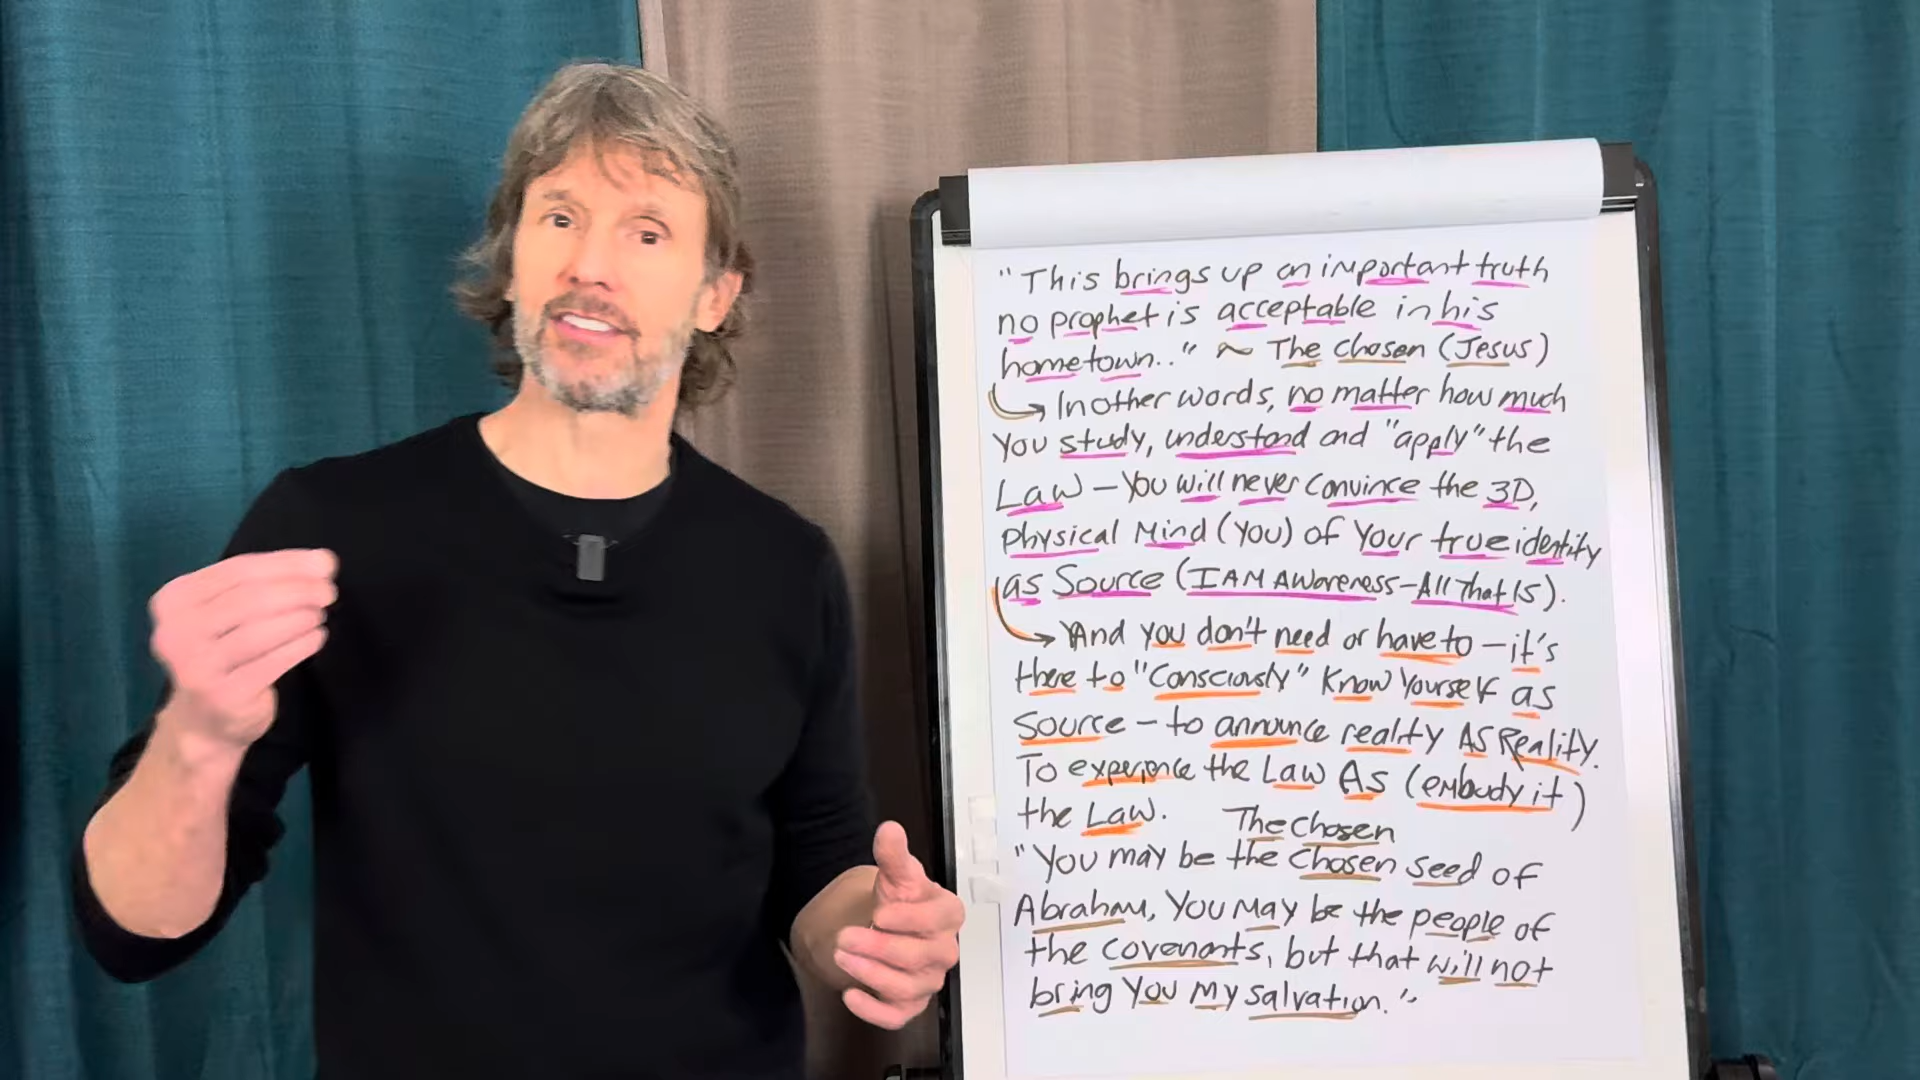 "This brings up an important truth
no prophet is acceptable in his
hometown.." ~ The Chosen (Jesus)
→ In other words, no matter how much
You study, understand and "apply" the
Law – You will never convince the 3D,
physical Mind (YOU) of Your true identity
as Source (I AM AWareness – All That IS).
→ And you don't need or have to – it's
there to "Consciously" Know Yourself as
Source – to announce reality AS Reality.
To experience the Law As (embody it)
the Law.
The Chosen
"You may be the chosen seed of
Abraham, You may be the people of
the covenants, but that will not
bring You my salvation."